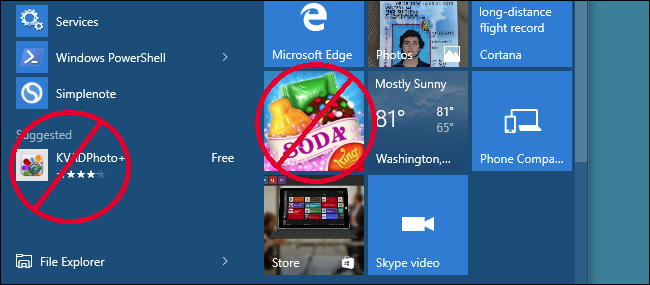 Services
Windows PowerShell
Simplenote
Suggested
KVADPhoto+
Free
File Explorer
Microsoft Edge
Photos
long-distance
flight record
Cortana
SODA
King
Mostly Sunny
81°
81°
65°
Washington,...
Phone Compa...
Store
Skype video